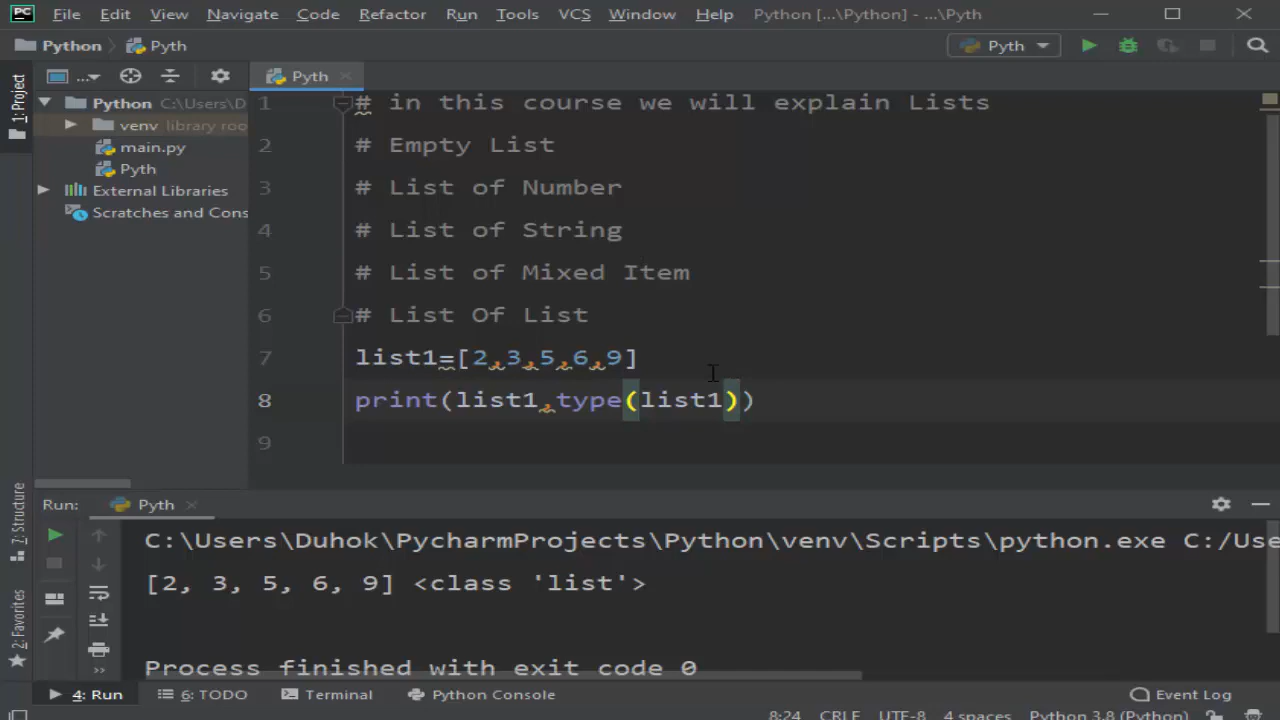 PC File Edit View Navigate Code Refactor Run Tools VCS Window Help Python [...\Python] - ...\Pyth
Python Pyth Pyth
1: Project ... Pyth
Python C:\Users\D
venv library roo
main.py
Pyth
External Libraries
Scratches and Cons
1 # in this course we will explain Lists
2 # Empty List
3 # List of Number
4 # List of String
5 # List of Mixed Item
6 # List Of List
7 list1=[2,3,5,6,9]
8 print(list1,type(list1))
9
Run: Pyth
7: Structure
2: Favorites
C:\Users\Duhok\PycharmProjects\Python\venv\Scripts\python.exe C:/Use
[2, 3, 5, 6, 9] <class 'list'>
Process finished with exit code 0
4: Run 6: TODO Terminal Python Console Event Log
8:24 CRLF UTF-8 4 spaces Python 3.8 (Python)